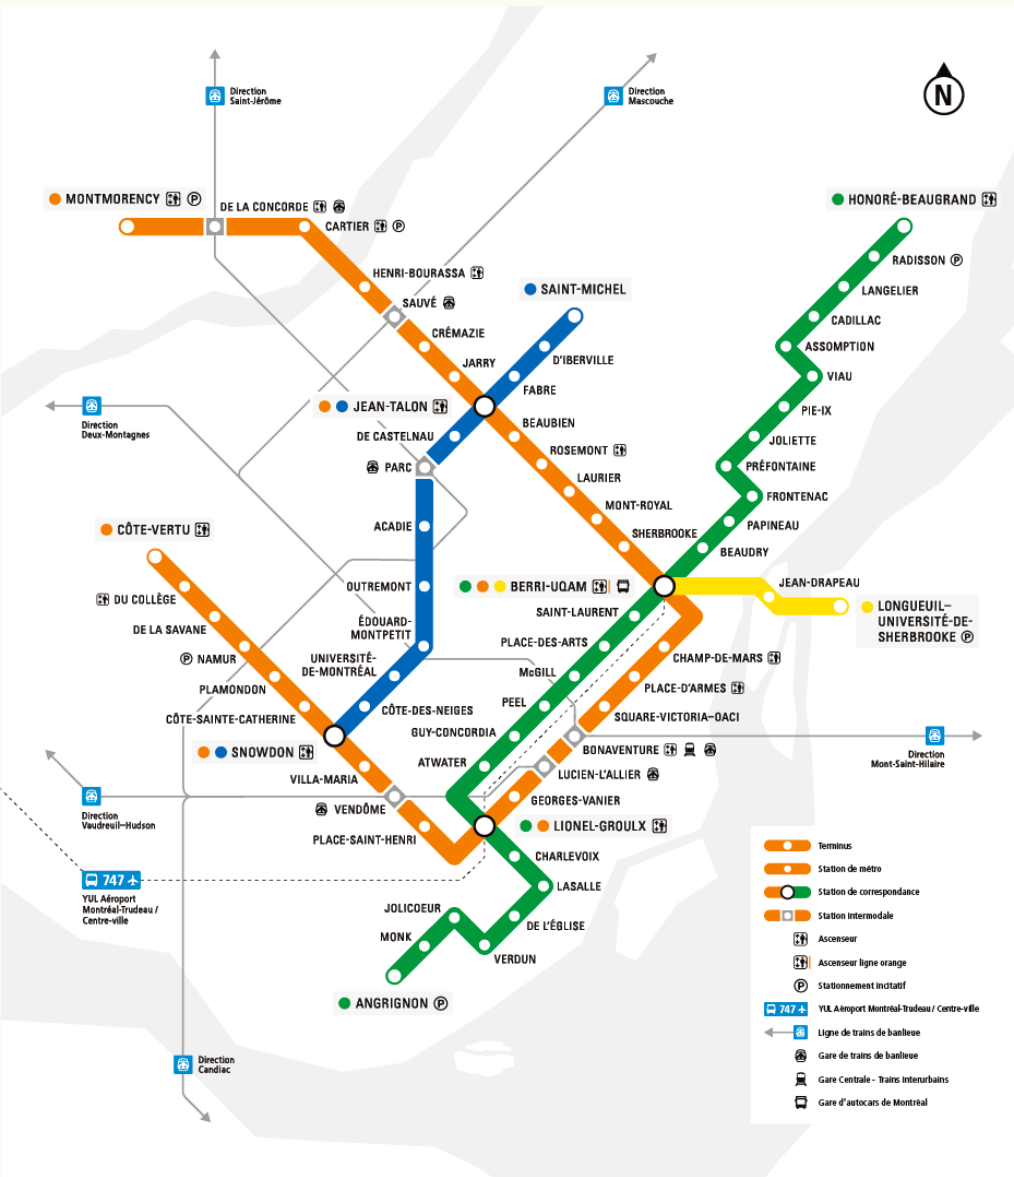 Direction
Saint-Jérôme
Direction
Mascouche
N
MONTMORENCY
P
DE LA CONCORDE
CARTIER
P
HONORÉ-BEAUGRAND
RADISSON
P
HENRI-BOURASSA
SAUVÉ
SAINT-MICHEL
LANGELIER
CADILLAC
CRÉMAZIE
ASSOMPTION
JARRY
D'IBERVILLE
VIAU
FABRE
JEAN-TALON
Direction
Deux-Montagnes
PIE-IX
BEAUBIEN
DE CASTELNAU
JOLIETTE
ROSEMONT
PARC
PRÉFONTAINE
LAURIER
FRONTENAC
MONT-ROYAL
ACADIE
PAPINEAU
CÔTE-VERTU
SHERBROOKE
BEAUDRY
OUTREMONT
BERRI-UQAM
JEAN-DRAPEAU
DU COLLÈGE
LONGUEUIL–
UNIVERSITÉ-DE-
SHERBROOKE
P
SAINT-LAURENT
ÉDOUARD-
MONTPETIT
DE LA SAVANE
PLACE-DES-ARTS
P
NAMUR
UNIVERSITÉ-
DE-MONTRÉAL
CHAMP-DE-MARS
McGILL
PLAMONDON
PLACE-D'ARMES
PEEL
CÔTE-DES-NEIGES
CÔTE-SAINTE-CATHERINE
SQUARE-VICTORIA–OACI
GUY-CONCORDIA
SNOWDON
BONAVENTURE
Direction
Mont-Saint-Hilaire
ATWATER
VILLA-MARIA
LUCIEN-L'ALLIER
VENDÔME
GEORGES-VANIER
Direction
Vaudreuil–Hudson
LIONEL-GROULX
PLACE-SAINT-HENRI
CHARLEVOIX
747
YUL Aéroport
Montréal-Trudeau /
Centre-ville
LASALLE
JOLICOEUR
DE L'ÉGLISE
MONK
VERDUN
ANGRIGNON
P
Direction
Candiac
Terminus
Station de métro
Station de correspondance
Station intermodale
Ascenseur
Ascenseur ligne orange
P
Stationnement incitatif
747
YUL Aéroport Montréal-Trudeau / Centre-ville
Ligne de trains de banlieue
Gare de trains de banlieue
Gare Centrale - Trains interurbains
Gare d'autocars de Montréal